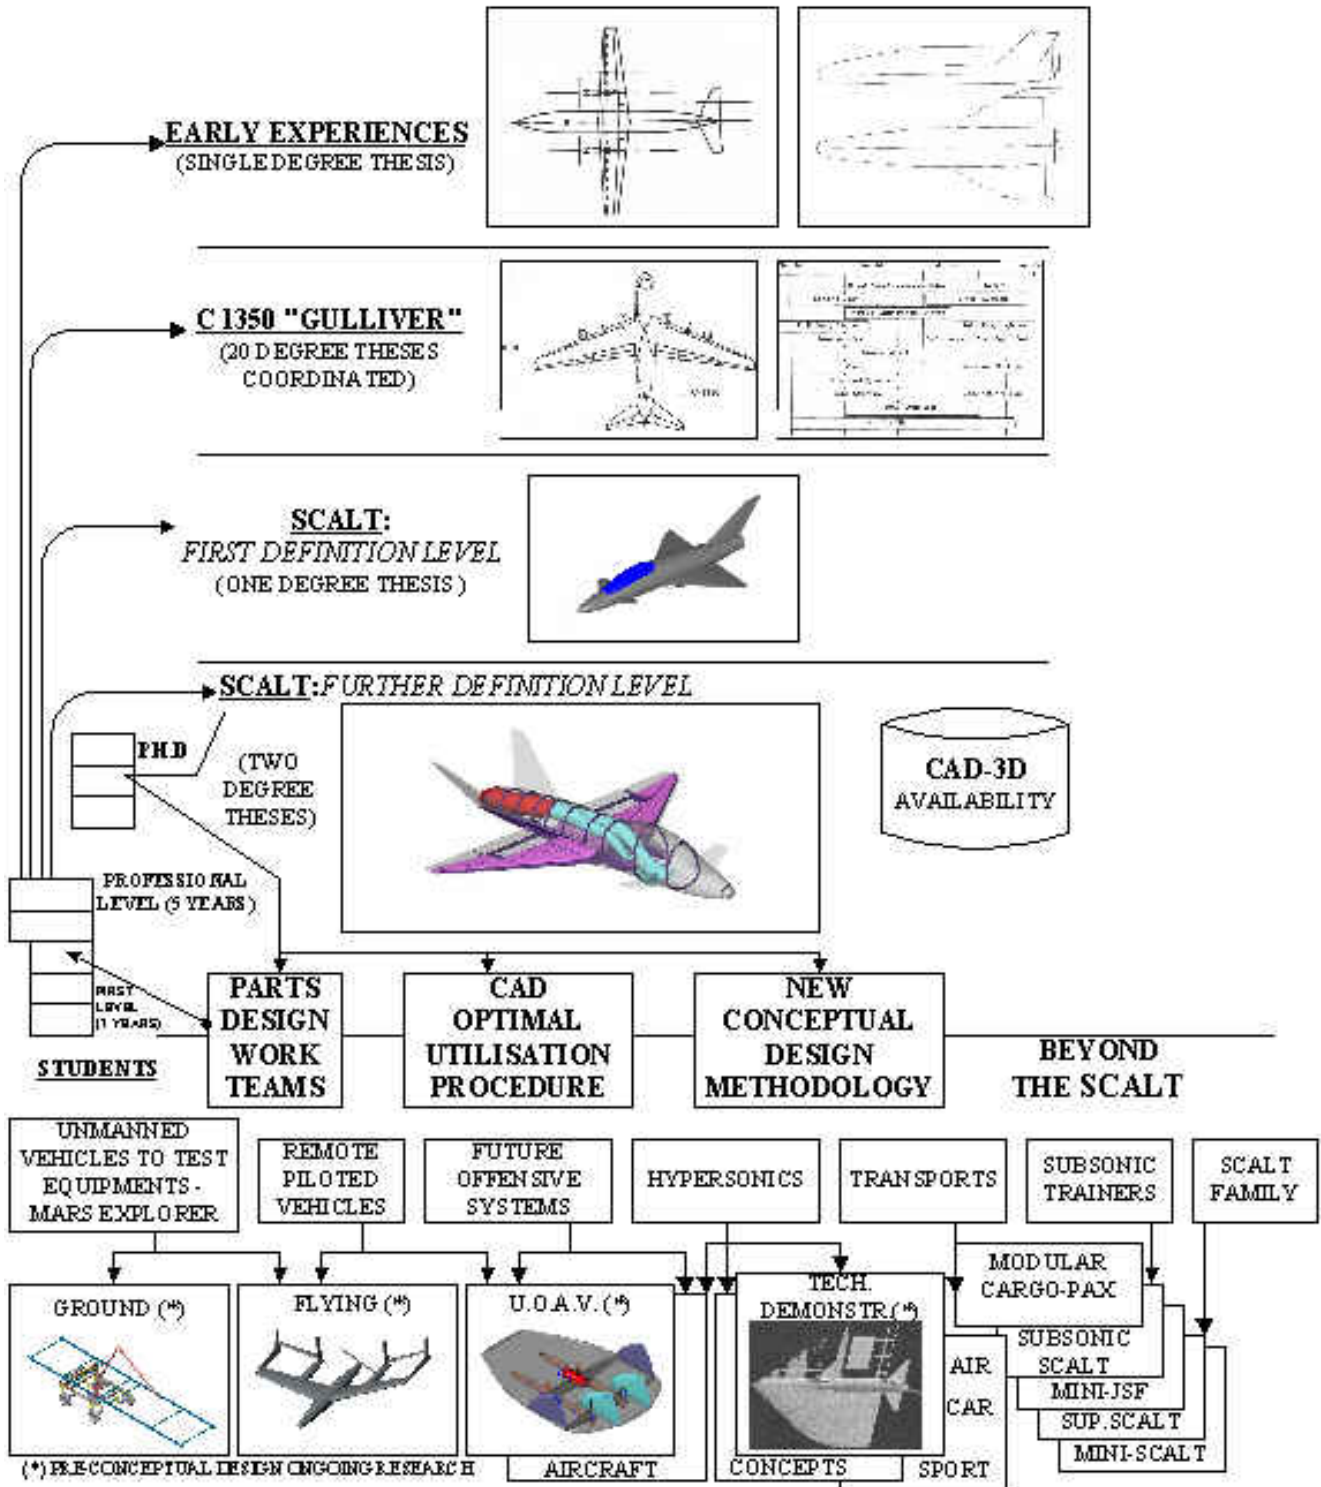 EARLY EXPERIENCES
(SINGLE DEGREE THESIS)
C 1350 "GULLIVER"
(20 DEGREE THESES
COORDINATED)
SCALT:
FIRST DEFINITION LEVEL
(ONE DEGREE THESIS)
SCALT: FURTHER DEFINITION LEVEL
PHD
(TWO
DEGREE
THESES)
CAD-3D
AVAILABILITY
PROFESSIONAL
LEVEL (5 YEARS)
FIRST
LEVEL
STUDENTS
PARTS
DESIGN
WORK
TEAMS
CAD
OPTIMAL
UTILISATION
PROCEDURE
NEW
CONCEPTUAL
DESIGN
METHODOLOGY
BEYOND
THE SCALT
UNMANNED
VEHICLES TO TEST
EQUIPMENTS -
MARS EXPLORER
REMOTE
PILOTED
VEHICLES
FUTURE
OFFENSIVE
SYSTEMS
HYPERSONICS
TRANSPORTS
SUBSONIC
TRAINERS
SCALT
FAMILY
GROUND (*)
FLYING (*)
U.O.A.V. (*)
AIRCRAFT
TECH.
DEMONSTR (*)
CONCEPTS
AIR
CAR
SPORT
MODULAR
CARGO-PAX
SUBSONIC
SCALT
MINI-JSF
SUP.SCALT
MINI-SCALT
(*) PRE-CONCEPTUAL DESIGN ONGOING RESEARCH